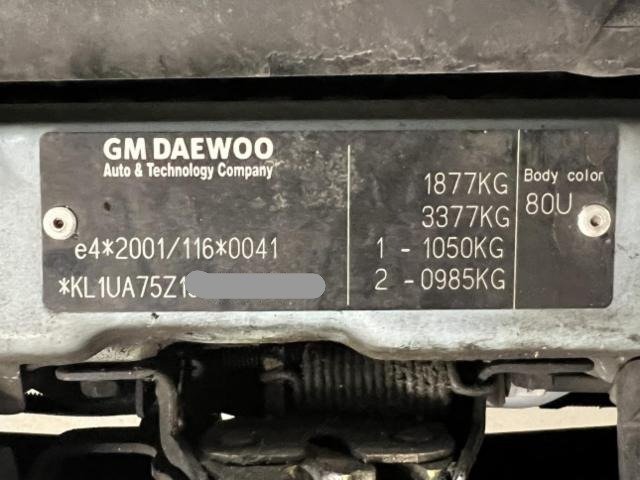 GM DAEWOO
Auto & Technology Company
e4*2001/116*0041
*KL1UA75Z1
1877KG
3377KG
1 - 1050KG
2 - 0985KG
Body color
80U